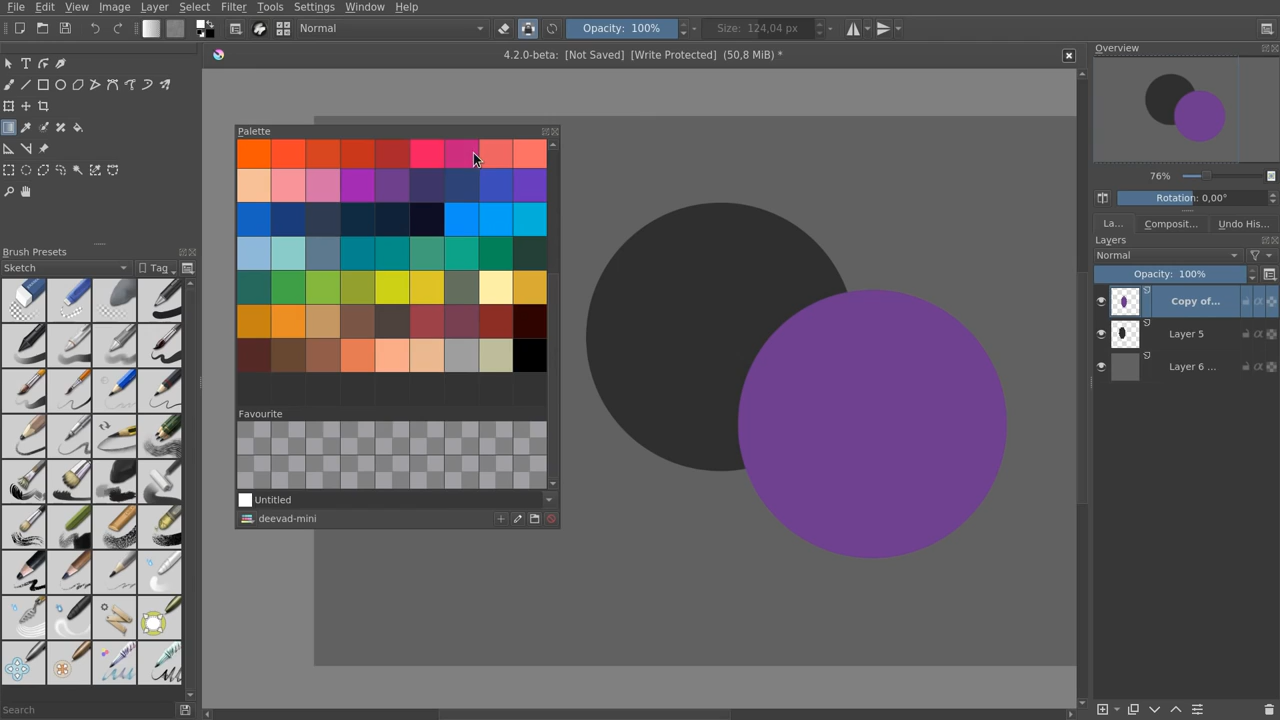 File Edit View Image Layer Select Filter Tools Settings Window Help
Normal Opacity: 100% Size: 124,04 px
4.2.0-beta: [Not Saved] [Write Protected] (50,8 MiB) *
Overview
76%
Rotation: 0,00°
La... Composit... Undo His...
Layers
Normal
Opacity: 100%
Copy of...
Layer 5
Layer 6 ...
Palette
Favourite
Untitled
deevad-mini
Brush Presets
Sketch Tag
Search